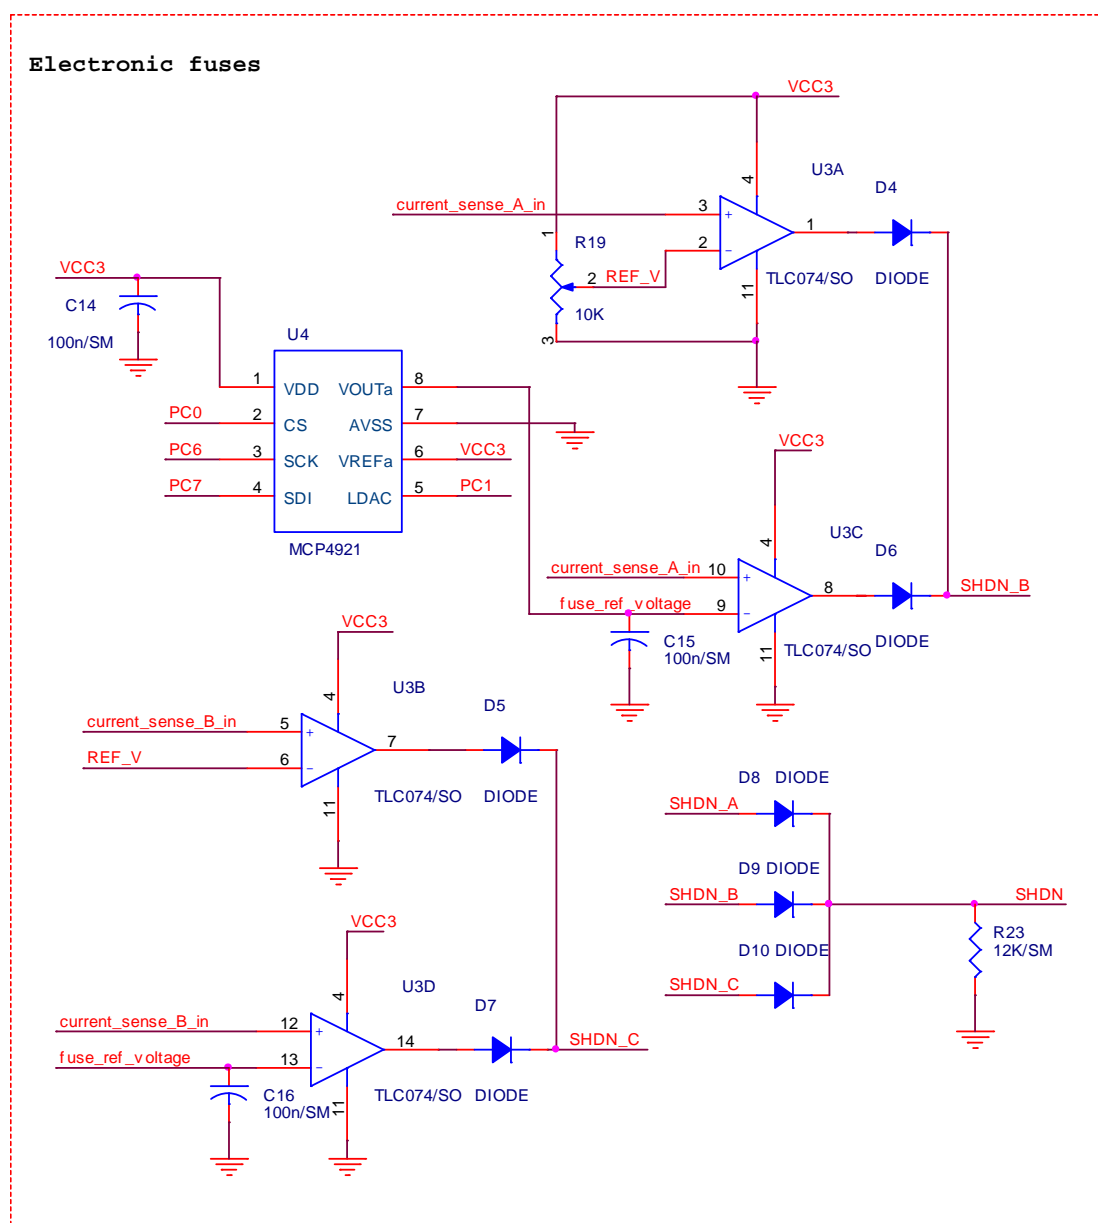 Electronic fuses
VCC3
U3A
D4
4
current_sense_A_in
3
+
1
2
−
1
R19
2
REF_V
TLC074/SO
DIODE
11
10K
3
VCC3
C14
100n/SM
U4
1
VDD
VOUTa
8
PC0
2
CS
AVSS
7
PC6
3
SCK
VREFa
6
VCC3
PC7
4
SDI
LDAC
5
PC1
MCP4921
VCC3
4
U3C
D6
current_sense_A_in
10
+
8
SHDN_B
fuse_ref_voltage
9
−
C15
100n/SM
11
TLC074/SO
DIODE
VCC3
4
U3B
D5
current_sense_B_in
5
+
7
REF_V
6
−
11
TLC074/SO
DIODE
D8 DIODE
SHDN_A
D9 DIODE
SHDN_B
SHDN
D10 DIODE
R23
12K/SM
SHDN_C
VCC3
4
U3D
D7
current_sense_B_in
12
+
14
SHDN_C
fuse_ref_voltage
13
−
C16
100n/SM
11
TLC074/SO
DIODE